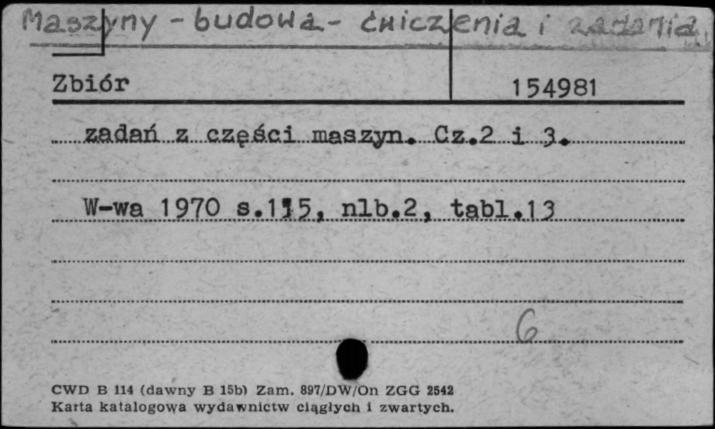 Maszyny - budowa - ćwiczenia i zadania
Zbiór 154981
zadań z części maszyn. Cz.2 i 3.
W-wa 1970 s.115, nlb.2, tabl.13
6
CWD B 114 (dawny B 15b) Zam. 897/DW/On ZGG 2542
Karta katalogowa wydawnictw ciągłych i zwartych.